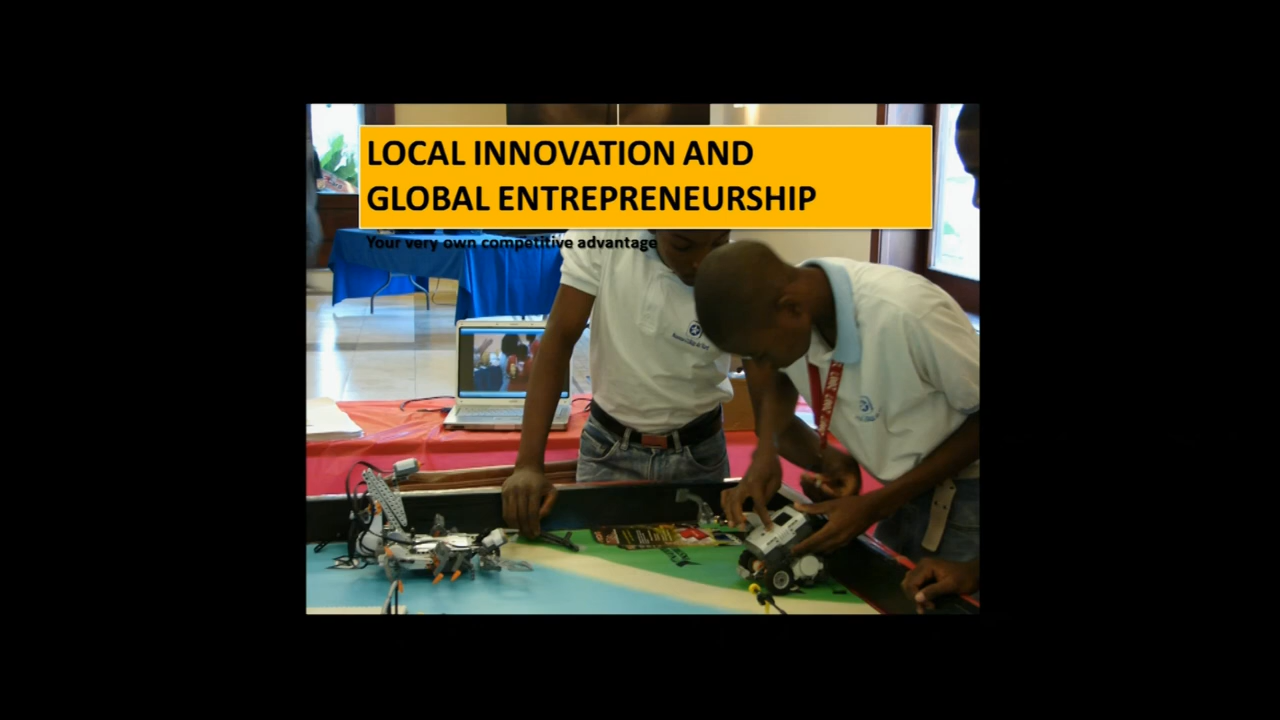 LOCAL INNOVATION AND
GLOBAL ENTREPRENEURSHIP
Your very own competitive advantage